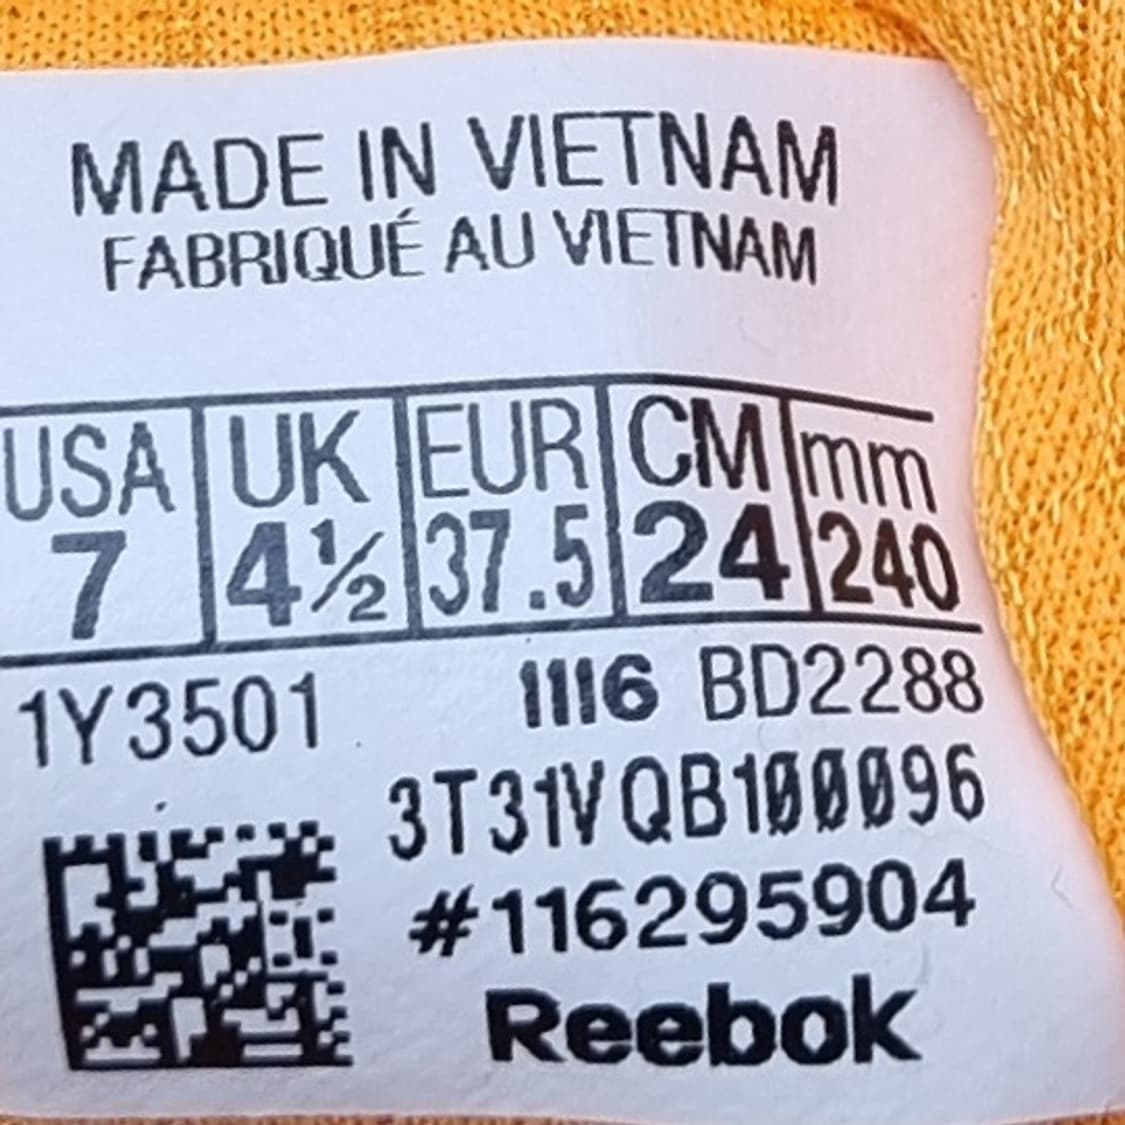 MADE IN VIETNAM
FABRIQUÉ AU VIETNAM
USA UK EUR CM mm
7 4½ 37.5 24 240
1Y3501 1116 BD2288
3T31VQB100096
#116295904
Reebok